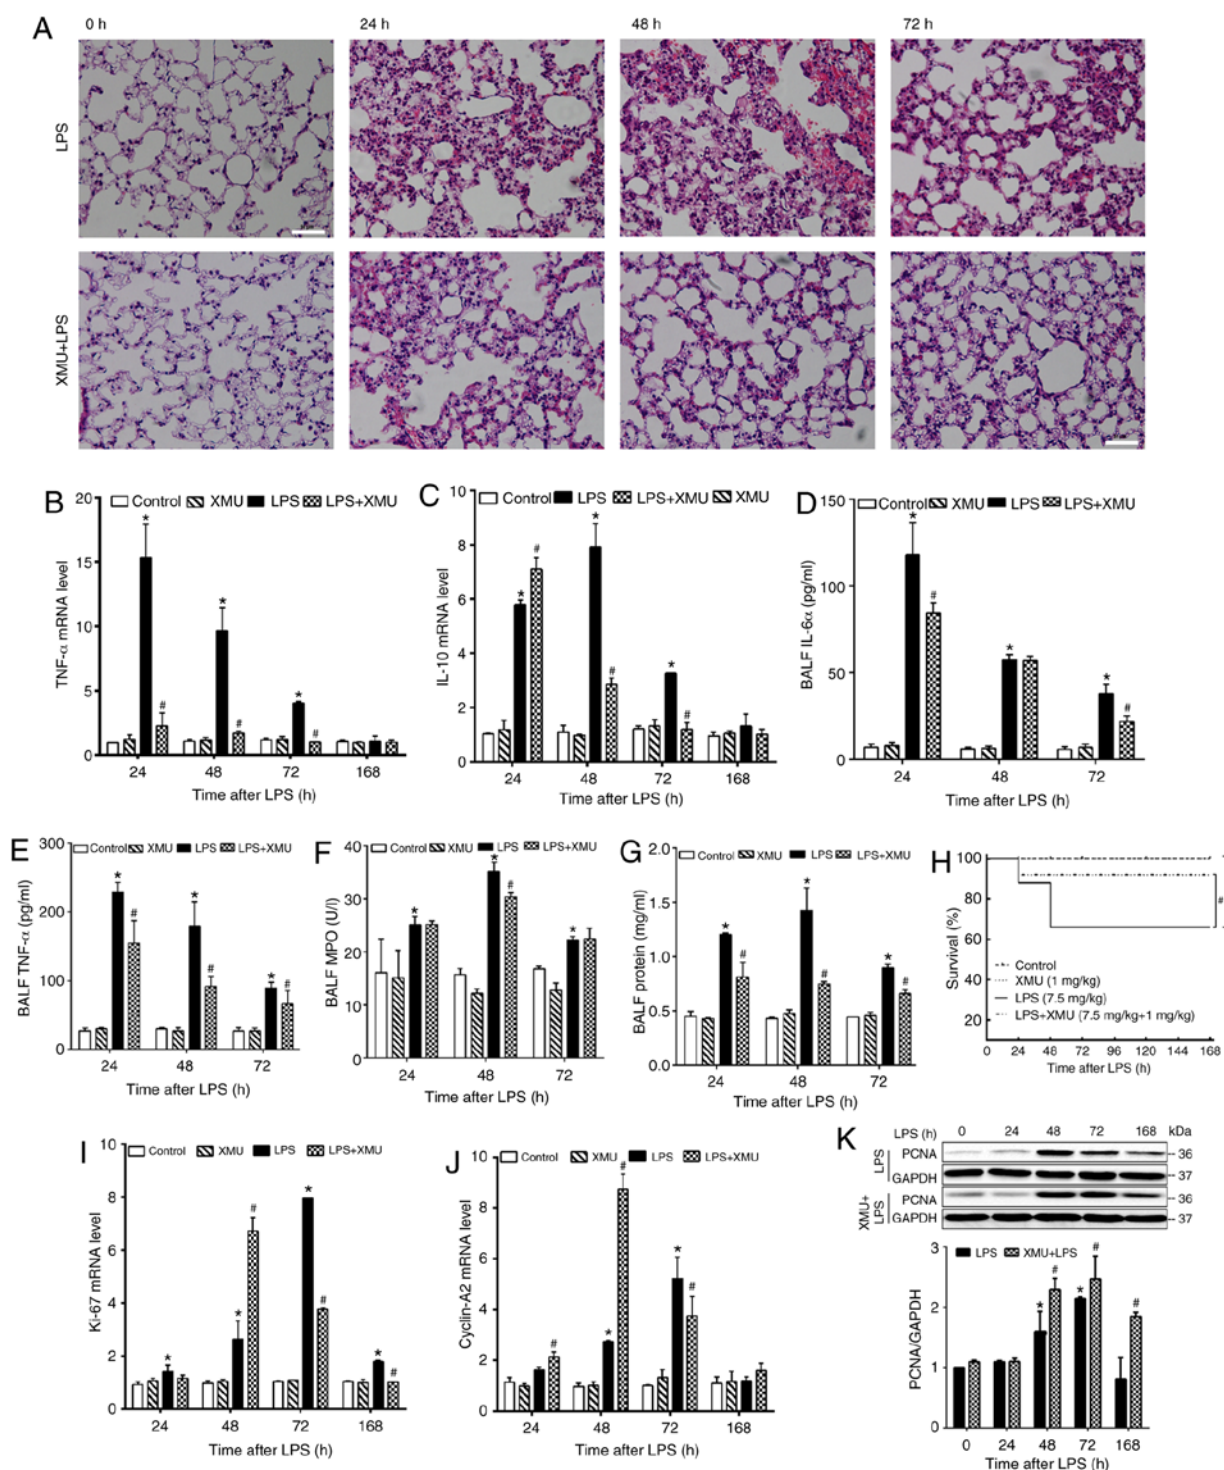 A
0 h
24 h
48 h
72 h
LPS
XMU+LPS
B
20
15
10
5
0
Control XMU LPS LPS+XMU
TNF-α mRNA level
24 48 72 168
Time after LPS (h)
C
10
8
6
4
2
0
Control LPS LPS+XMU XMU
IL-10 mRNA level
24 48 72 168
Time after LPS (h)
D
150
100
50
0
Control XMU LPS LPS+XMU
BALF IL-6α (pg/ml)
24 48 72
Time after LPS (h)
E
300
200
100
0
Control XMU LPS LPS+XMU
BALF TNF-α (pg/ml)
24 48 72
Time after LPS (h)
F
40
30
20
10
0
Control XMU LPS LPS+XMU
BALF MPO (U/l)
24 48 72
Time after LPS (h)
G
2.0
1.5
1.0
0.5
0.0
Control XMU LPS LPS+XMU
BALF protein (mg/ml)
24 48 72
Time after LPS (h)
H
100
80
60
40
20
Survival (%)
Control
XMU (1 mg/kg)
LPS (7.5 mg/kg)
LPS+XMU (7.5 mg/kg+1 mg/kg)
0 24 48 72 96 120 144 168
Time after LPS (h)
#
I
10
8
6
4
2
0
Control XMU LPS LPS+XMU
Ki-67 mRNA level
24 48 72 168
Time after LPS (h)
J
10
8
6
4
2
0
Control XMU LPS LPS+XMU
Cyclin-A2 mRNA level
24 48 72 168
Time after LPS (h)
K
LPS (h) 0 24 48 72 168 kDa
LPS
PCNA 36
GAPDH 37
XMU+
LPS
PCNA 36
GAPDH 37
3
2
1
0
LPS XMU+LPS
PCNA/GAPDH
0 24 48 72 168
Time after LPS (h)